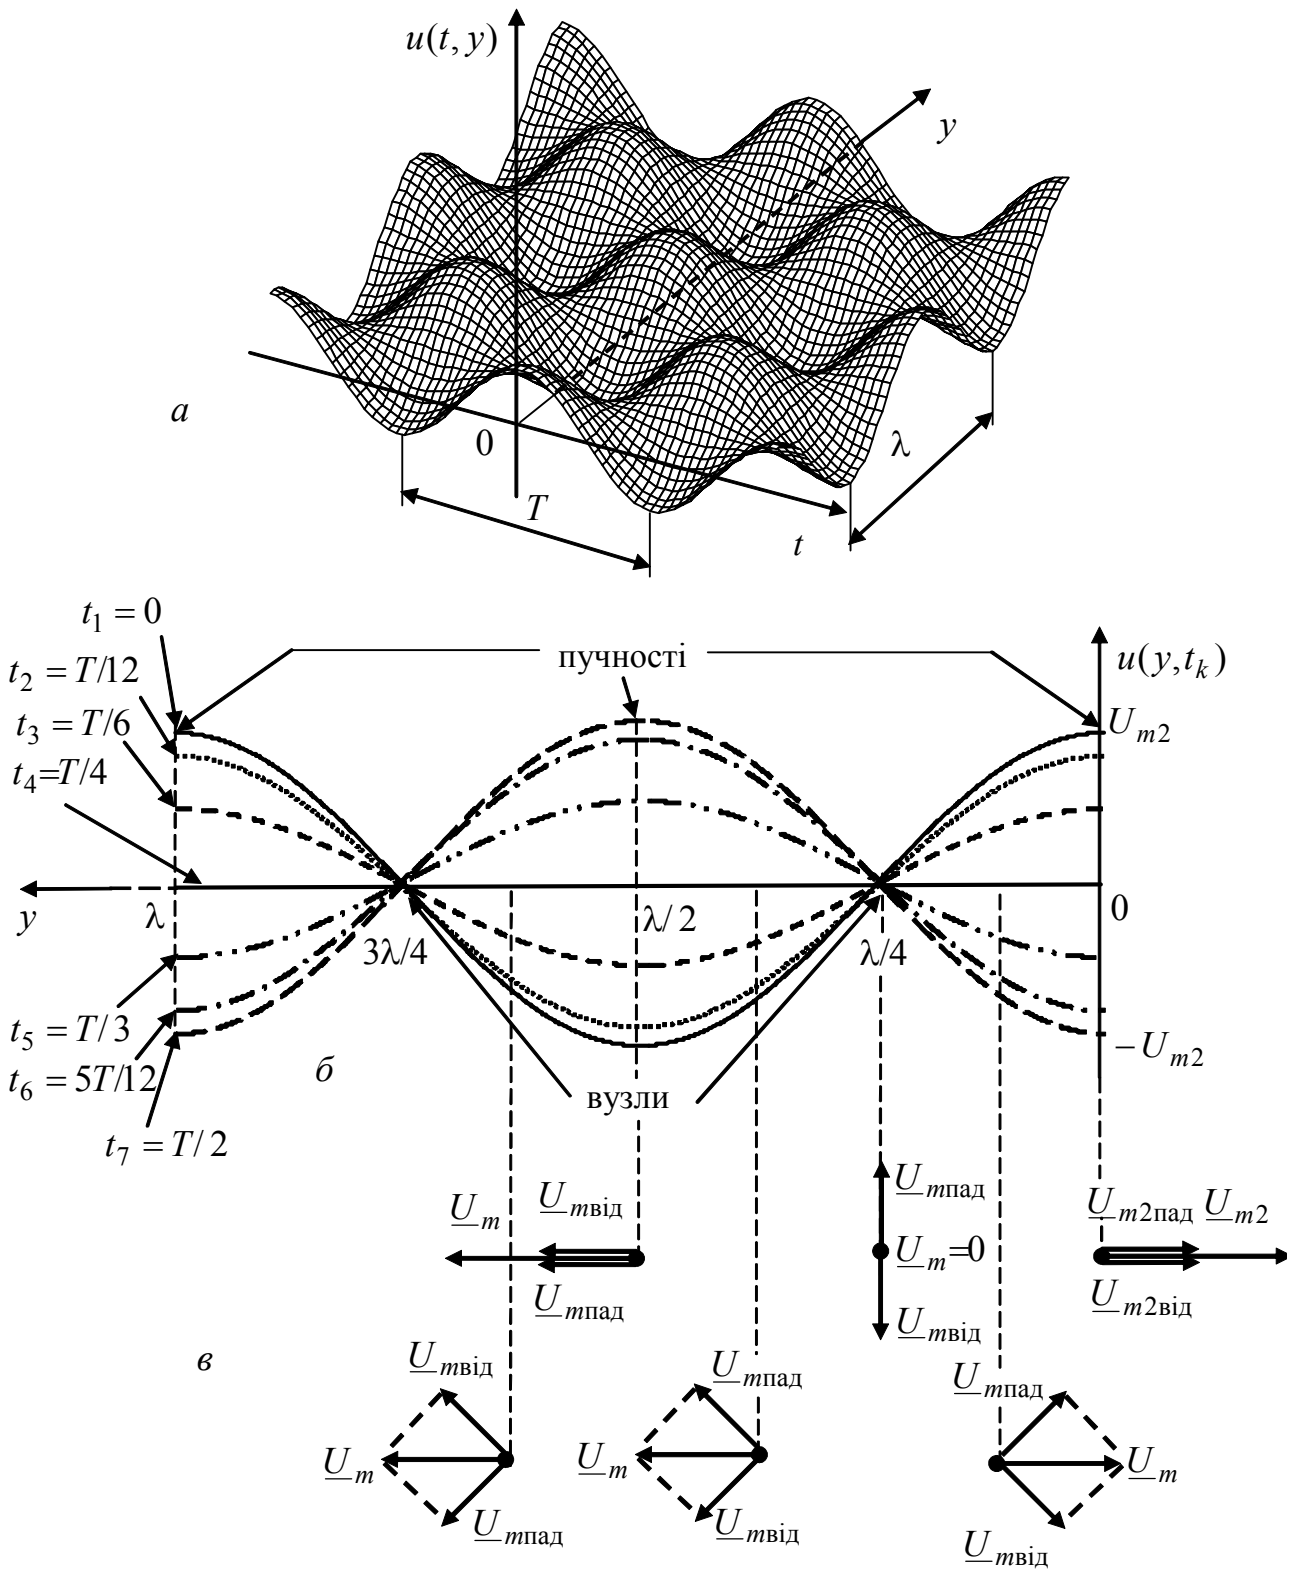 u(t, y)
y
а
0
λ
T
t
t₁ = 0
пучності
u(y,tₖ)
t₂ = T/12
t₃ = T/6
U_m2
t₄=T/4
y
λ
3λ/4
λ/2
λ/4
0
t₅ = T/3
−U_m2
t₆ = 5T/12
б
вузли
t₇ = T/2
U_m
U_mвід
U_mпад
U_m2пад
U_m2
U_m=0
U_mпад
U_m2від
U_mвід
в
U_mвід
U_mпад
U_mпад
U_m
U_m
U_m
U_mпад
U_mвід
U_mвід